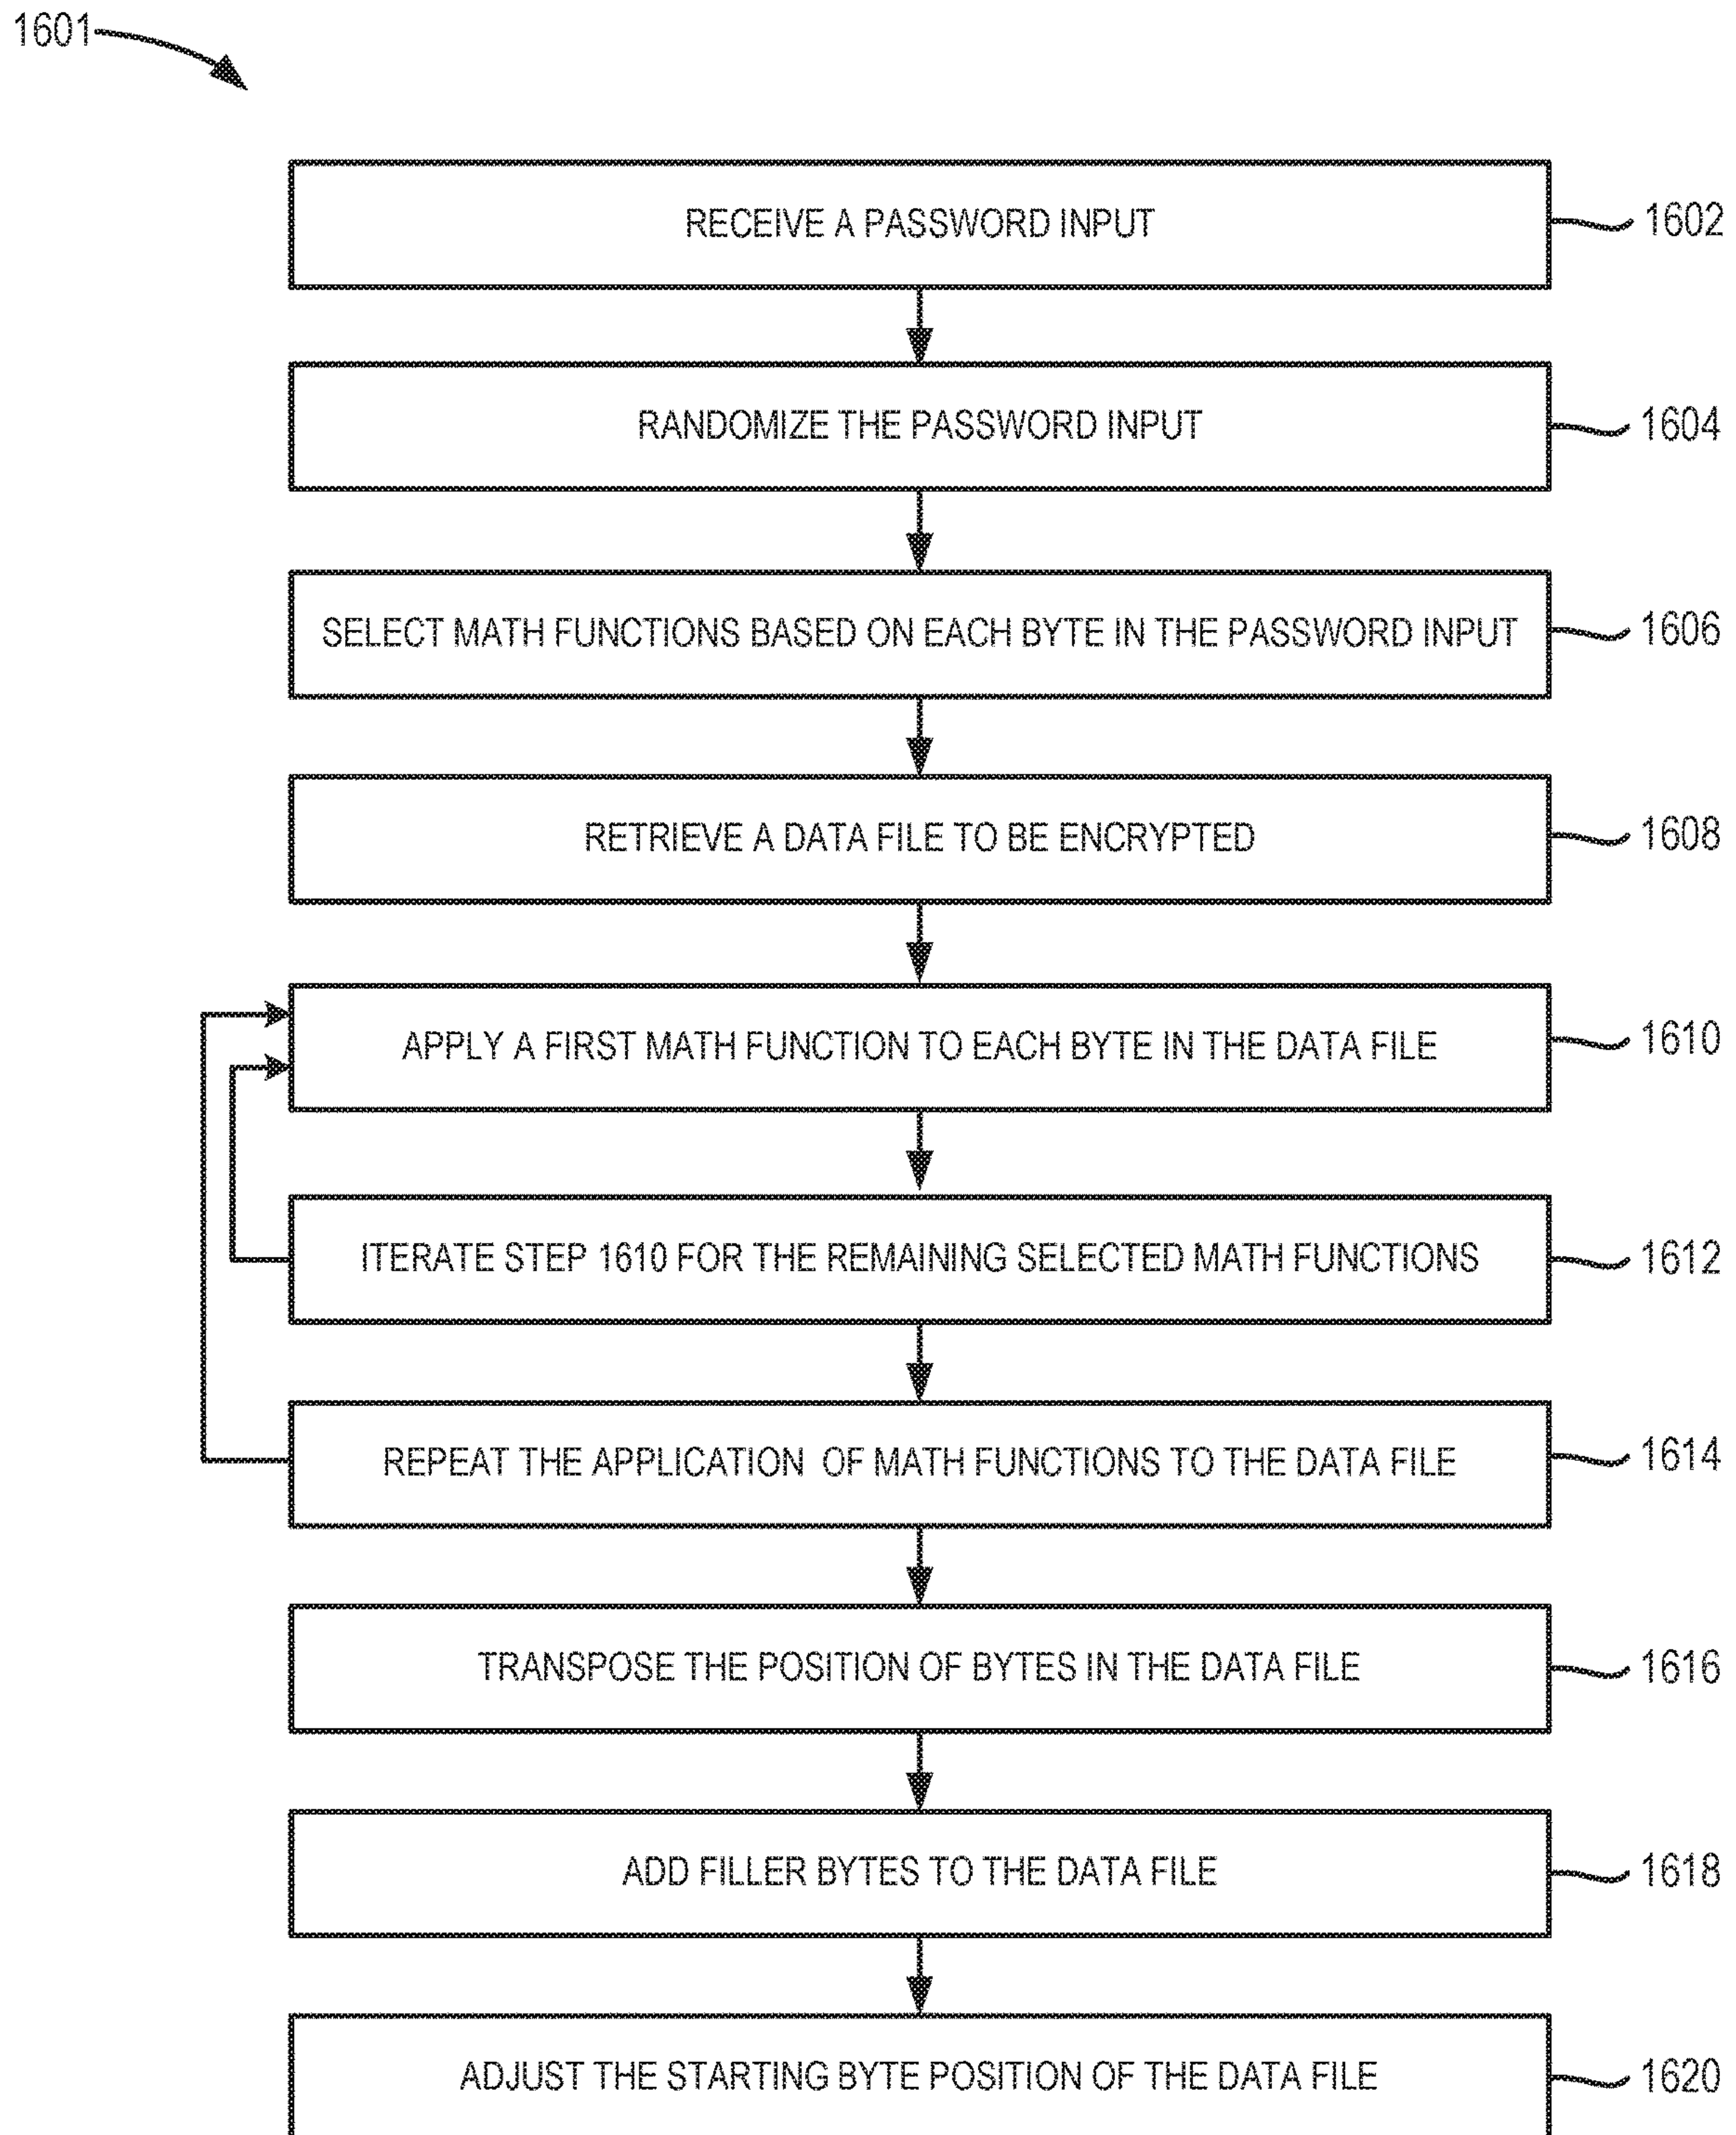 1601
RECEIVE A PASSWORD INPUT
1602
RANDOMIZE THE PASSWORD INPUT
1604
SELECT MATH FUNCTIONS BASED ON EACH BYTE IN THE PASSWORD INPUT
1606
RETRIEVE A DATA FILE TO BE ENCRYPTED
1608
APPLY A FIRST MATH FUNCTION TO EACH BYTE IN THE DATA FILE
1610
ITERATE STEP 1610 FOR THE REMAINING SELECTED MATH FUNCTIONS
1612
REPEAT THE APPLICATION OF MATH FUNCTIONS TO THE DATA FILE
1614
TRANSPOSE THE POSITION OF BYTES IN THE DATA FILE
1616
ADD FILLER BYTES TO THE DATA FILE
1618
ADJUST THE STARTING BYTE POSITION OF THE DATA FILE
1620